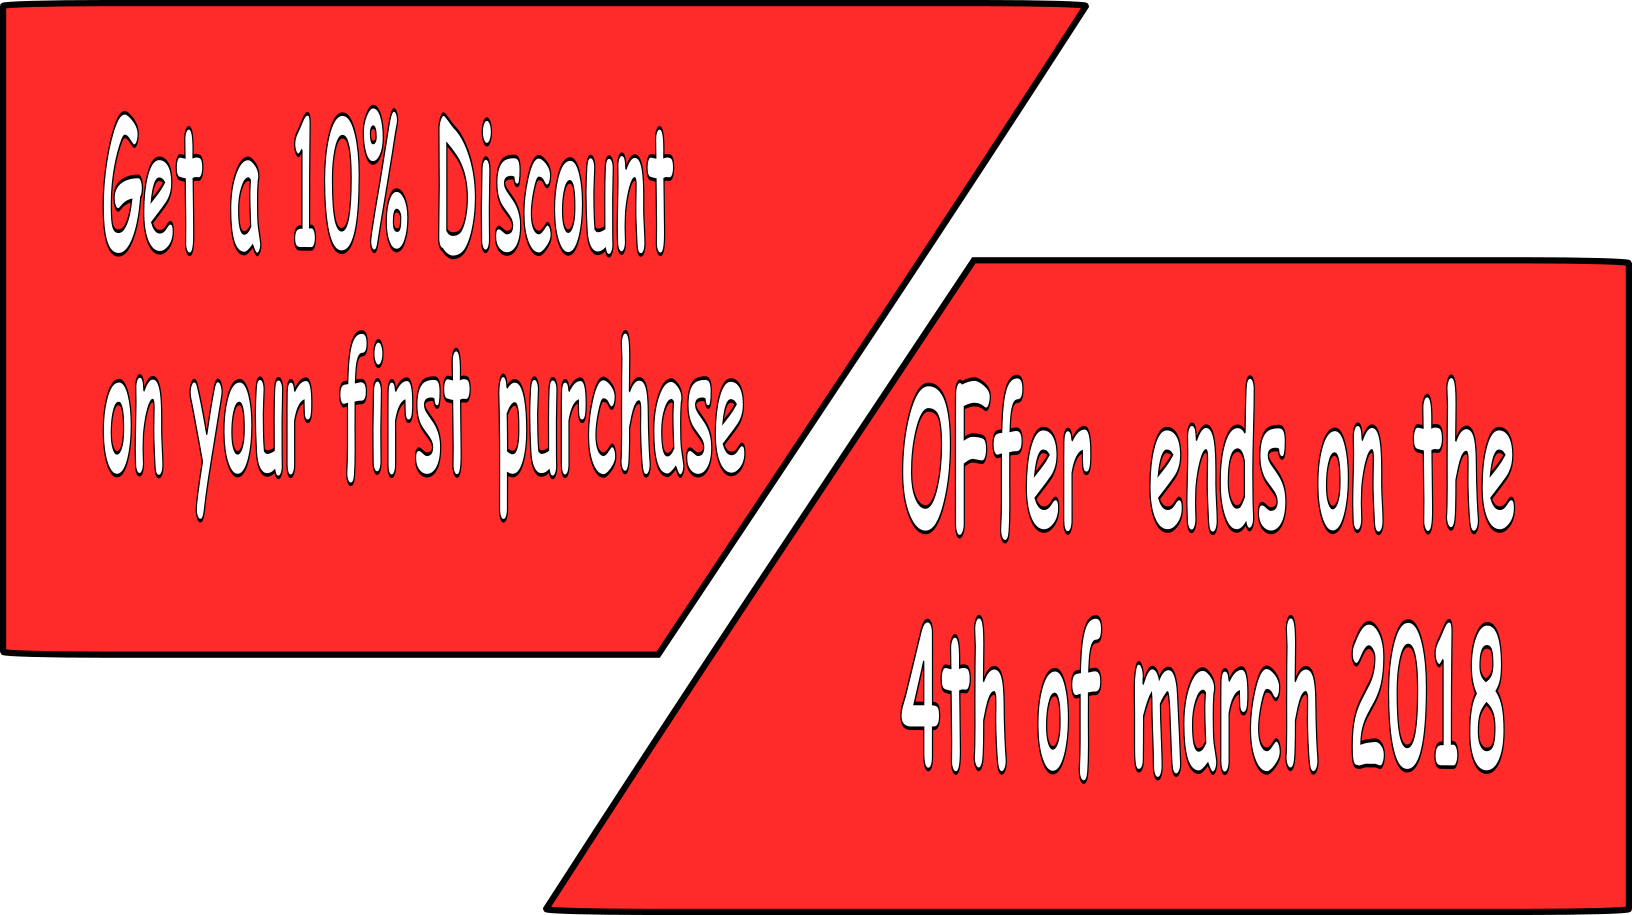 Get a 10% Discount
on your first purchase
OFfer ends on the
4th of march 2018